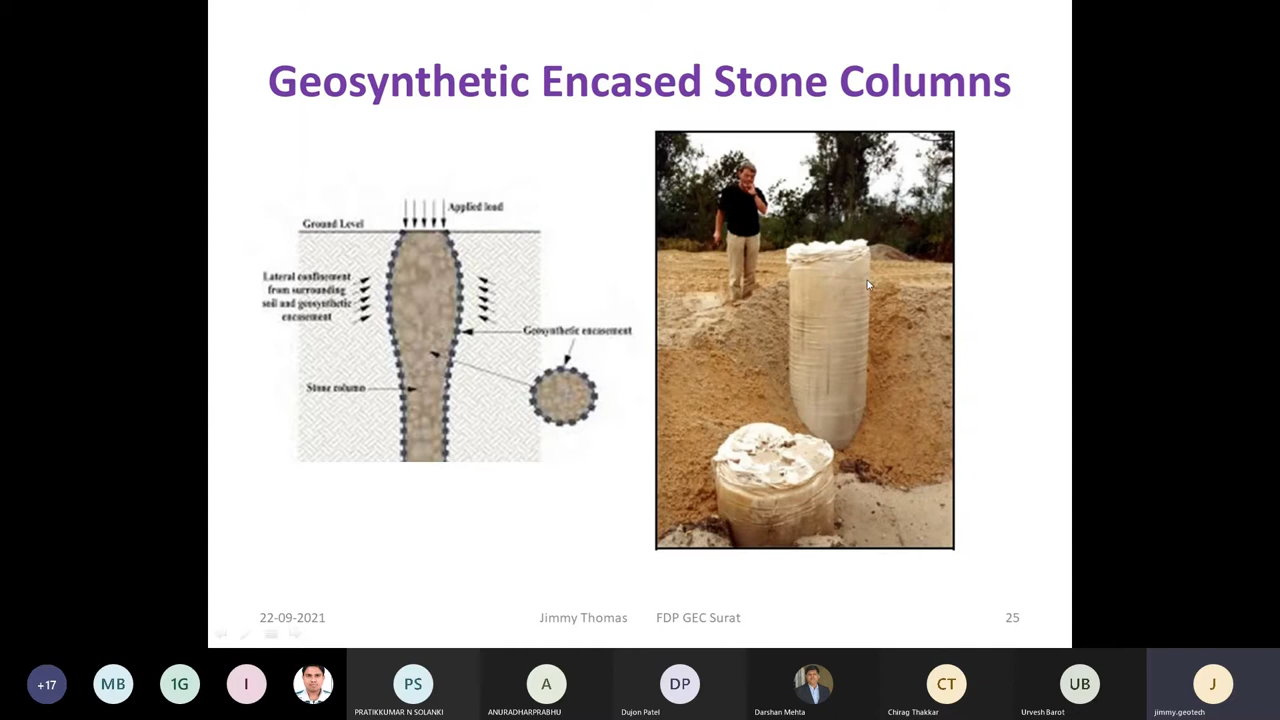 Geosynthetic Encased Stone Columns
Applied load
Ground Level
Lateral confinement
from surrounding
soil and geosynthetic
encasement
Geosynthetic encasement
Stone column
22-09-2021
Jimmy Thomas FDP GEC Surat
25
+17
MB
1G
I
PS
A
DP
CT
UB
J
PRATIKKUMAR N SOLANKI
ANURADHARPRABHU
Dujon Patel
Darshan Mehta
Chirag Thakkar
Urvesh Barot
jimmy.geotech